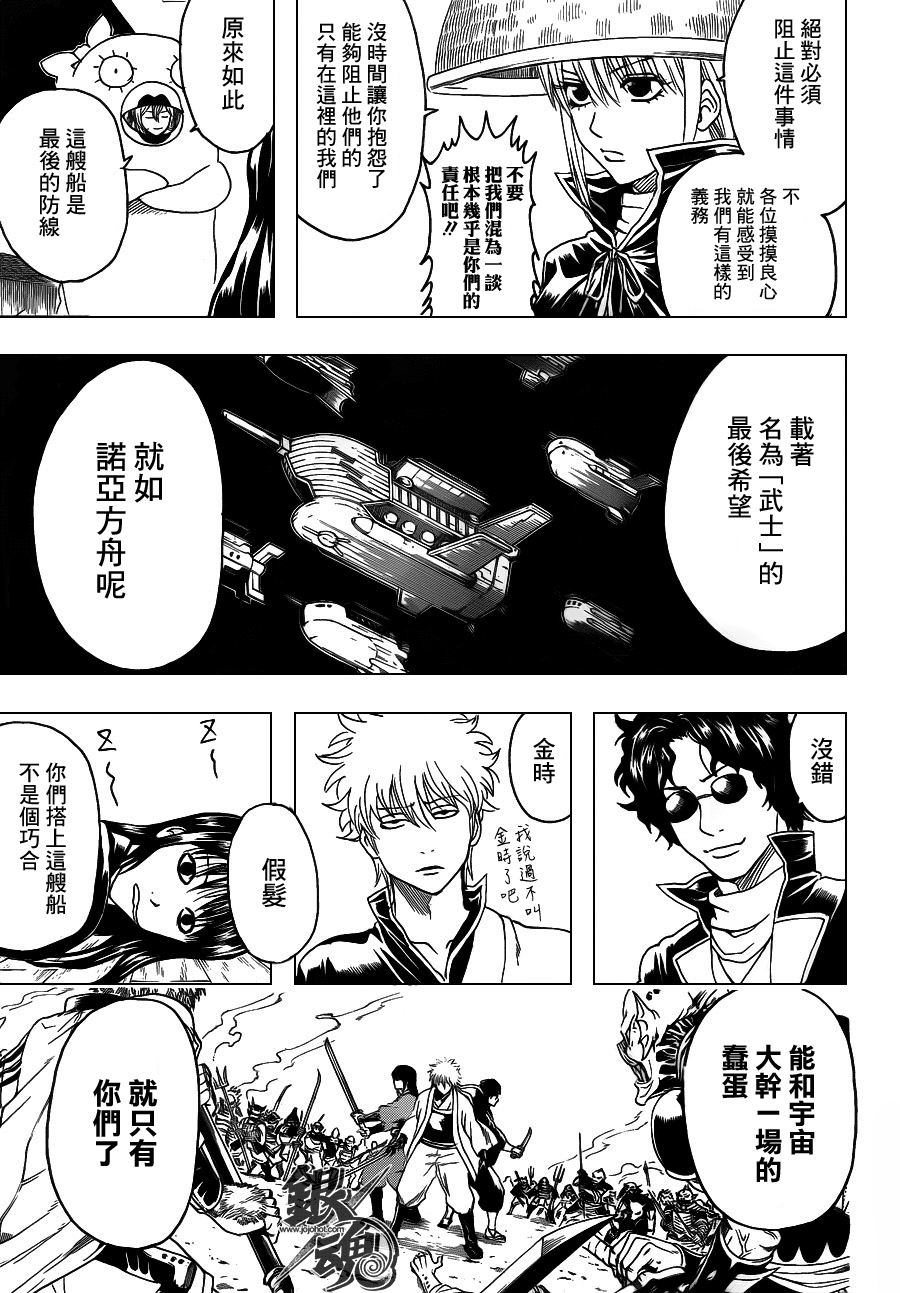 絕對必須
阻止這件事情
不
各位摸摸良心
就能感受到
我們有這樣的
義務
不要
把我們混為一談
根本幾乎是你們的
責任吧!!
沒時間讓你抱怨了
能夠阻止他們的
只有在這裡的我們
原來如此
這艘船是
最後的防線
載著
名為「武士」的
最後希望
就如
諾亞方舟呢
沒錯
金時
我說過不叫
金時了吧
假髮
Z
Z
你們搭上這艘船
不是個巧合
能和宇宙
大幹一場的
蠢蛋
就只有
你們了
銀魂
www.jojohot.com